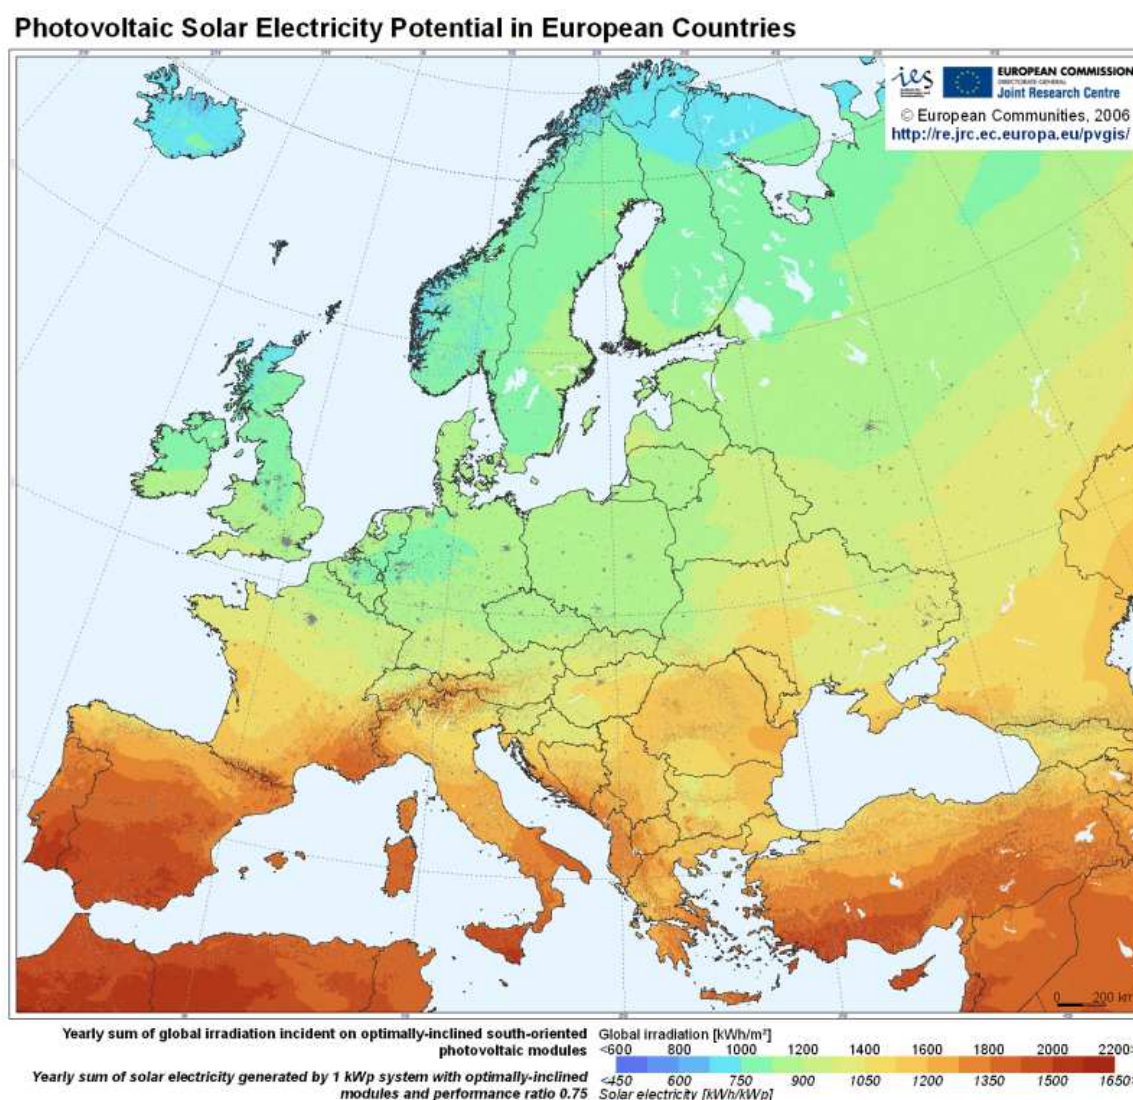 Photovoltaic Solar Electricity Potential in European Countries
ies
EUROPEAN COMMISSION
DIRECTORATE-GENERAL
Joint Research Centre
© European Communities, 2006
http://re.jrc.ec.europa.eu/pvgis/
0 200 km
Yearly sum of global irradiation incident on optimally-inclined south-oriented
photovoltaic modules
Yearly sum of solar electricity generated by 1 kWp system with optimally-inclined
modules and performance ratio 0.75
Global irradiation [kWh/m²]
<600 800 1000 1200 1400 1600 1800 2000 2200>
<450 600 750 900 1050 1200 1350 1500 1650>
Solar electricity [kWh/kWp]